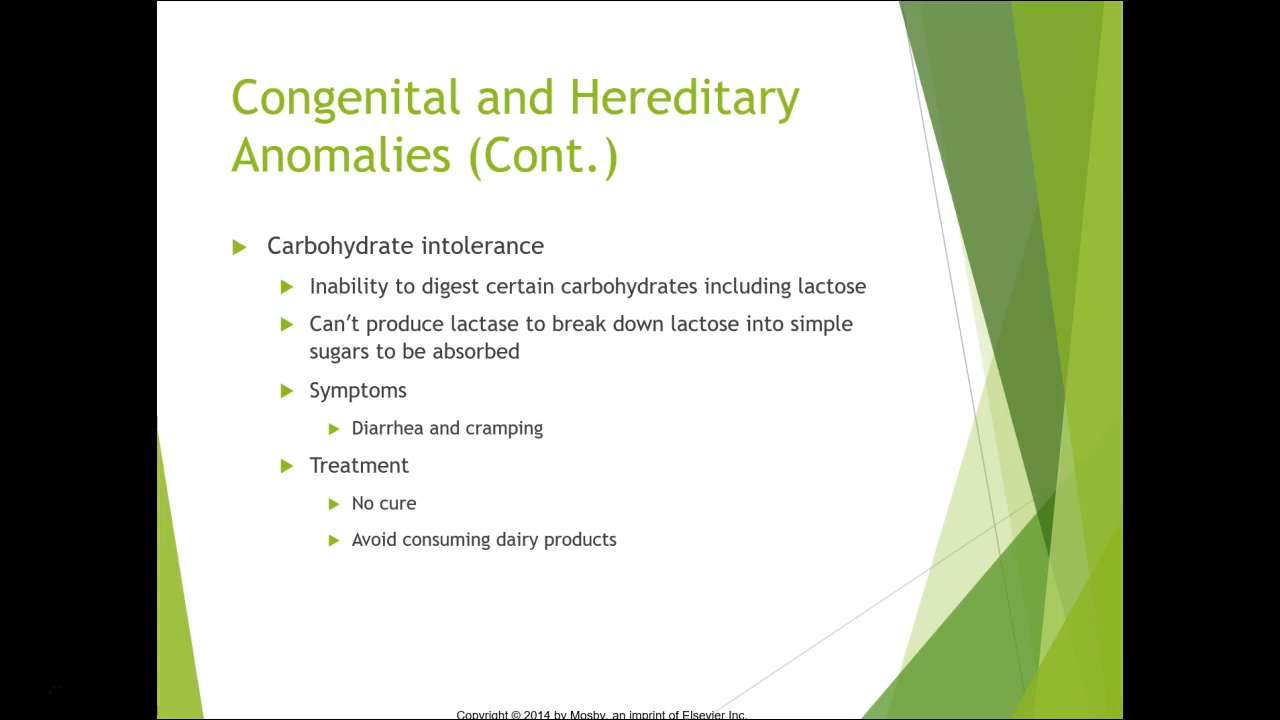 Congenital and Hereditary
Anomalies (Cont.)
Carbohydrate intolerance
Inability to digest certain carbohydrates including lactose
Can’t produce lactase to break down lactose into simple
sugars to be absorbed
Symptoms
Diarrhea and cramping
Treatment
No cure
Avoid consuming dairy products
Copyright © 2014 by Mosby, an imprint of Elsevier Inc.